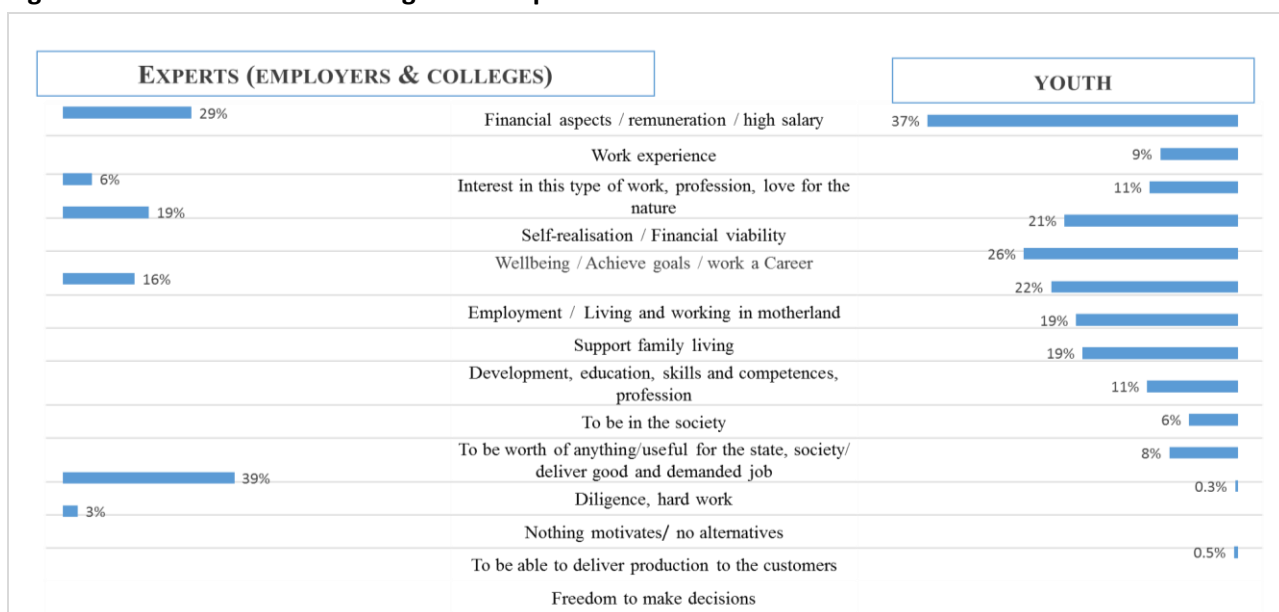 EXPERTS (EMPLOYERS & COLLEGES)
YOUTH
29%
Financial aspects / remuneration / high salary
37%
Work experience
9%
6%
Interest in this type of work, profession, love for the
nature
11%
19%
Self-realisation / Financial viability
21%
Wellbeing / Achieve goals / work a Career
26%
16%
22%
Employment / Living and working in motherland
19%
Support family living
19%
Development, education, skills and competences,
profession
11%
To be in the society
6%
To be worth of anything/useful for the state, society/
deliver good and demanded job
8%
39%
0.3%
Diligence, hard work
3%
Nothing motivates/ no alternatives
0.5%
To be able to deliver production to the customers
Freedom to make decisions